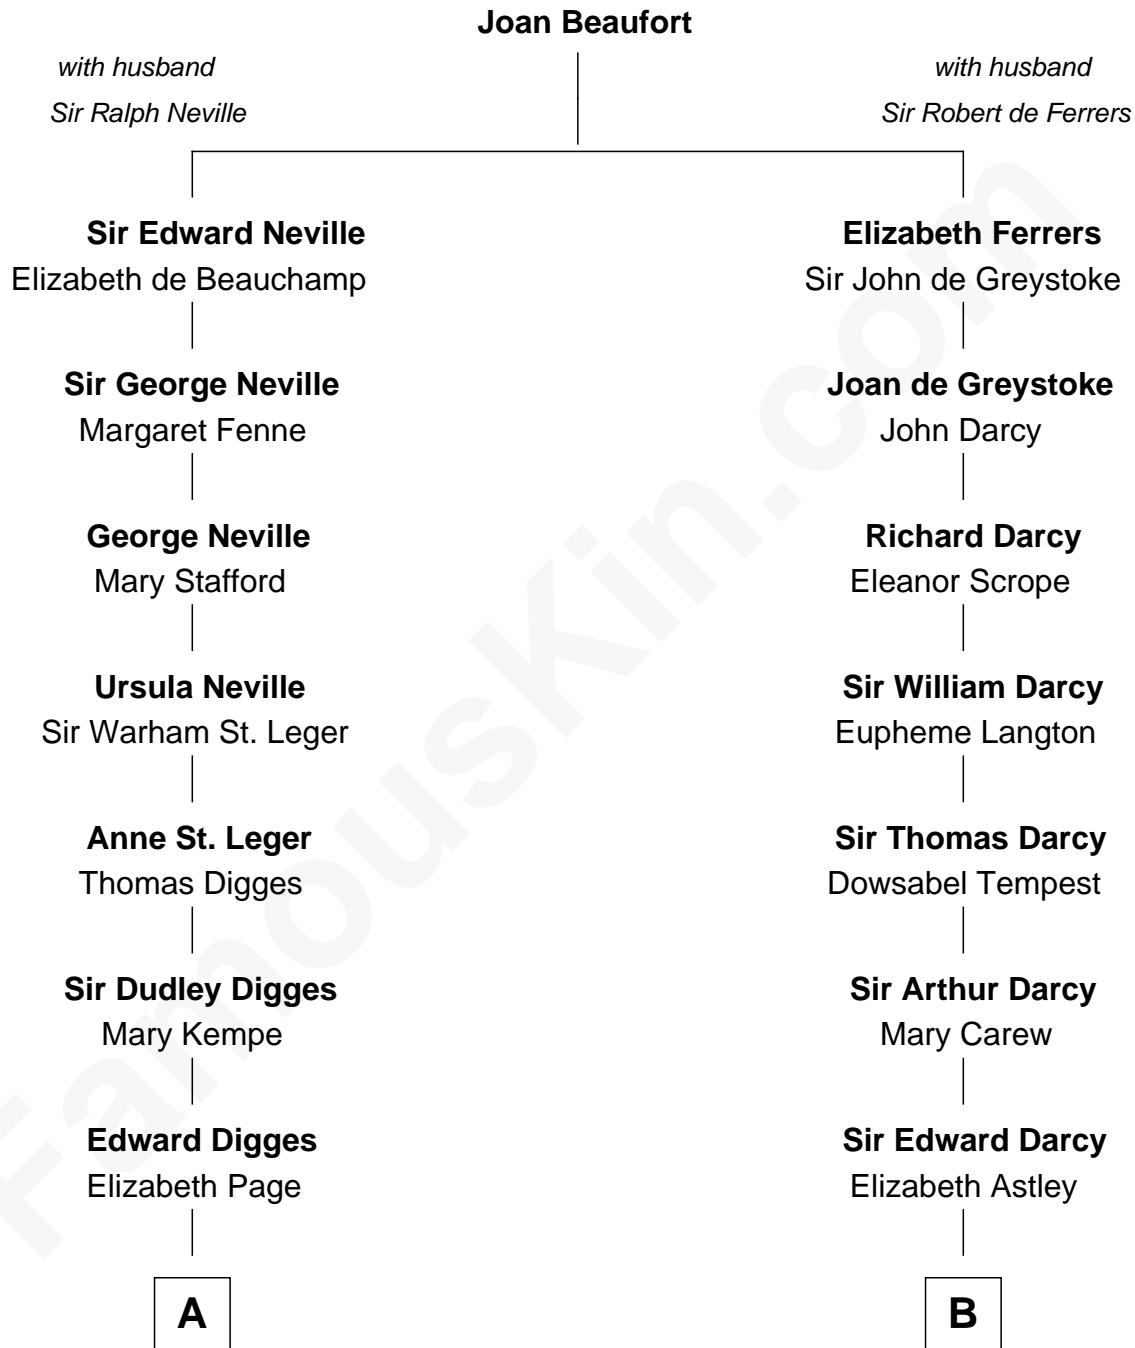 Joan Beaufort
with husband
Sir Ralph Neville
with husband
Sir Robert de Ferrers
Sir Edward Neville
Elizabeth de Beauchamp
Sir George Neville
Margaret Fenne
George Neville
Mary Stafford
Ursula Neville
Sir Warham St. Leger
Anne St. Leger
Thomas Digges
Sir Dudley Digges
Mary Kempe
Edward Digges
Elizabeth Page
A
Elizabeth Ferrers
Sir John de Greystoke
Joan de Greystoke
John Darcy
Richard Darcy
Eleanor Scrope
Sir William Darcy
Eupheme Langton
Sir Thomas Darcy
Dowsabel Tempest
Sir Arthur Darcy
Mary Carew
Sir Edward Darcy
Elizabeth Astley
B
FamousKin.com